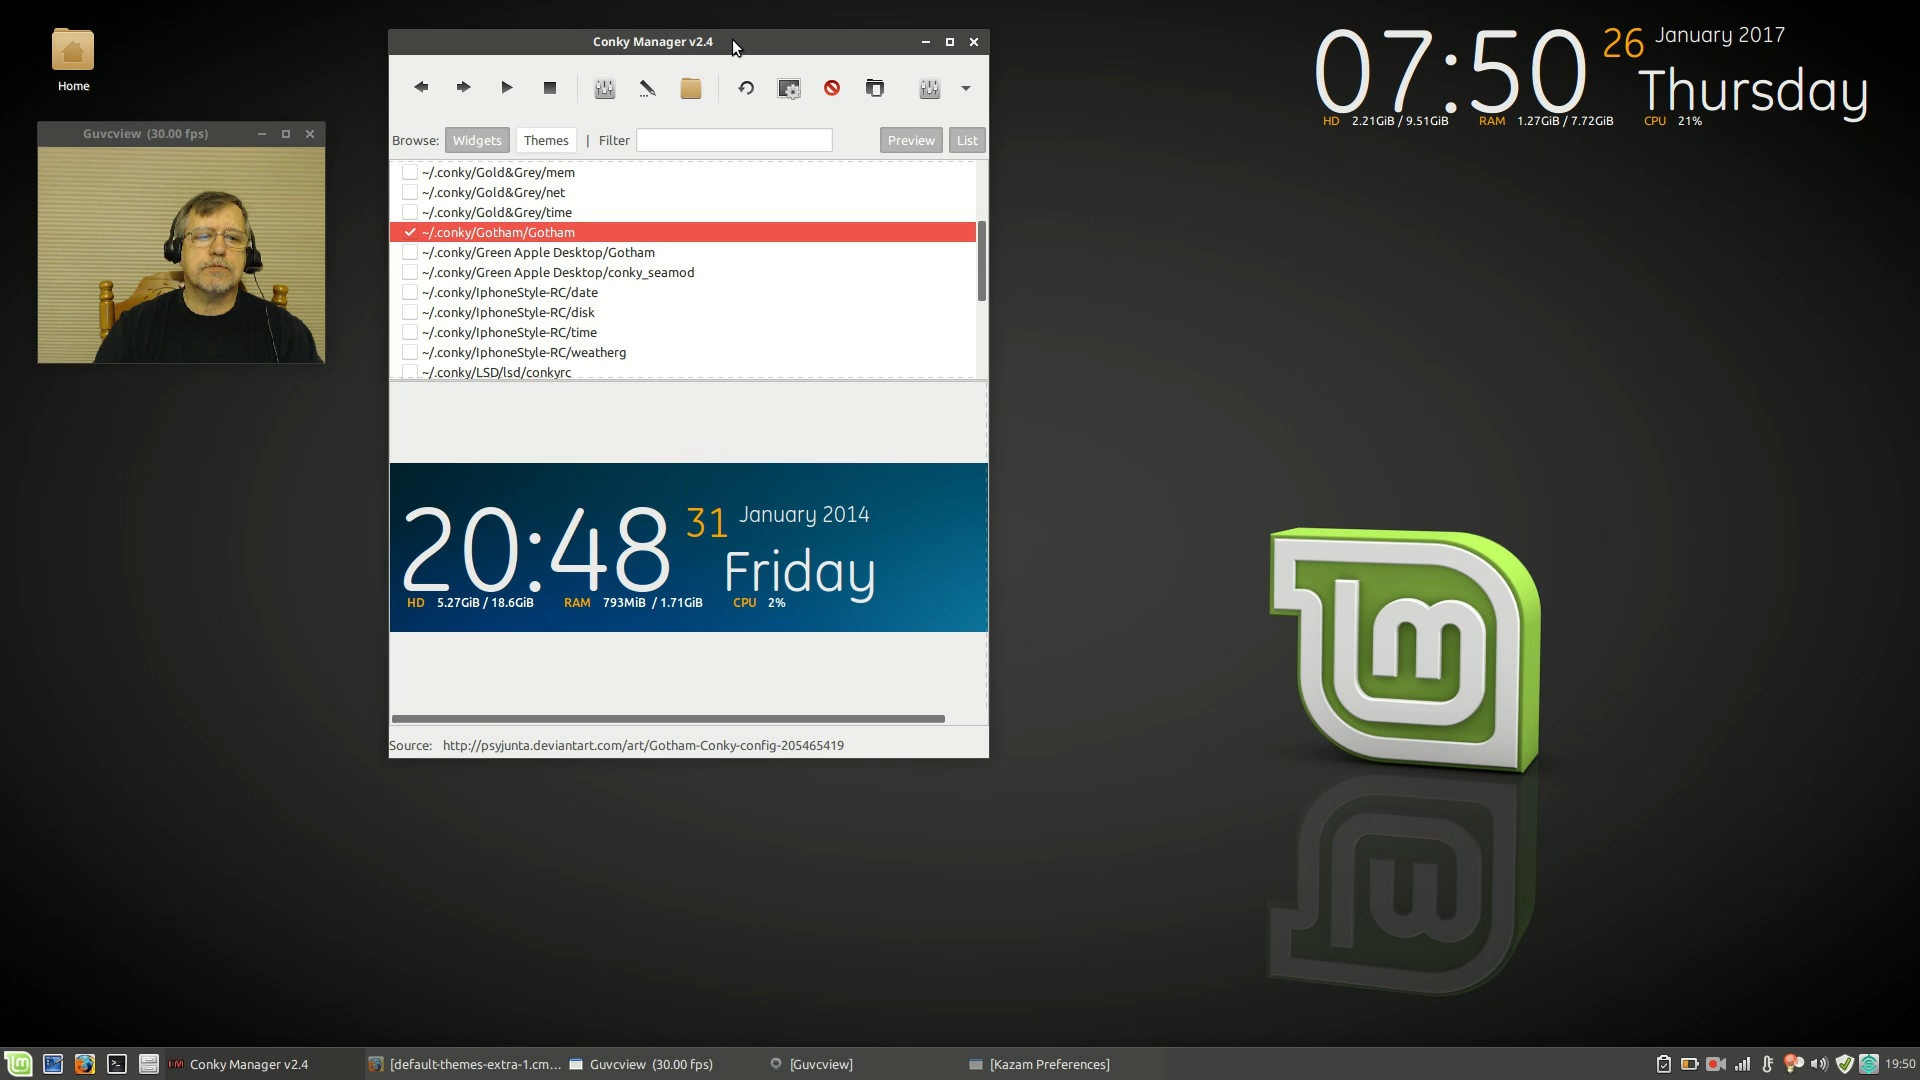 Home
Guvcview (30.00 fps)
Conky Manager v2.4
Browse: Widgets Themes | Filter Preview List
~/.conky/Gold&Grey/mem
~/.conky/Gold&Grey/net
~/.conky/Gold&Grey/time
~/.conky/Gotham/Gotham
~/.conky/Green Apple Desktop/Gotham
~/.conky/Green Apple Desktop/conky_seamod
~/.conky/IphoneStyle-RC/date
~/.conky/IphoneStyle-RC/disk
~/.conky/IphoneStyle-RC/time
~/.conky/IphoneStyle-RC/weatherg
~/.conky/LSD/lsd/conkyrc
20:48 31 January 2014
Friday
HD 5.27GiB / 18.6GiB RAM 793MiB / 1.71GiB CPU 2%
Source: http://psyjunta.deviantart.com/art/Gotham-Conky-config-205465419
07:50 26 January 2017
Thursday
HD 2.21GiB / 9.51GiB RAM 1.27GiB / 7.72GiB CPU 21%
lm
Conky Manager v2.4
[default-themes-extra-1.cm...
Guvcview (30.00 fps)
[Guvcview]
[Kazam Preferences]
19:50